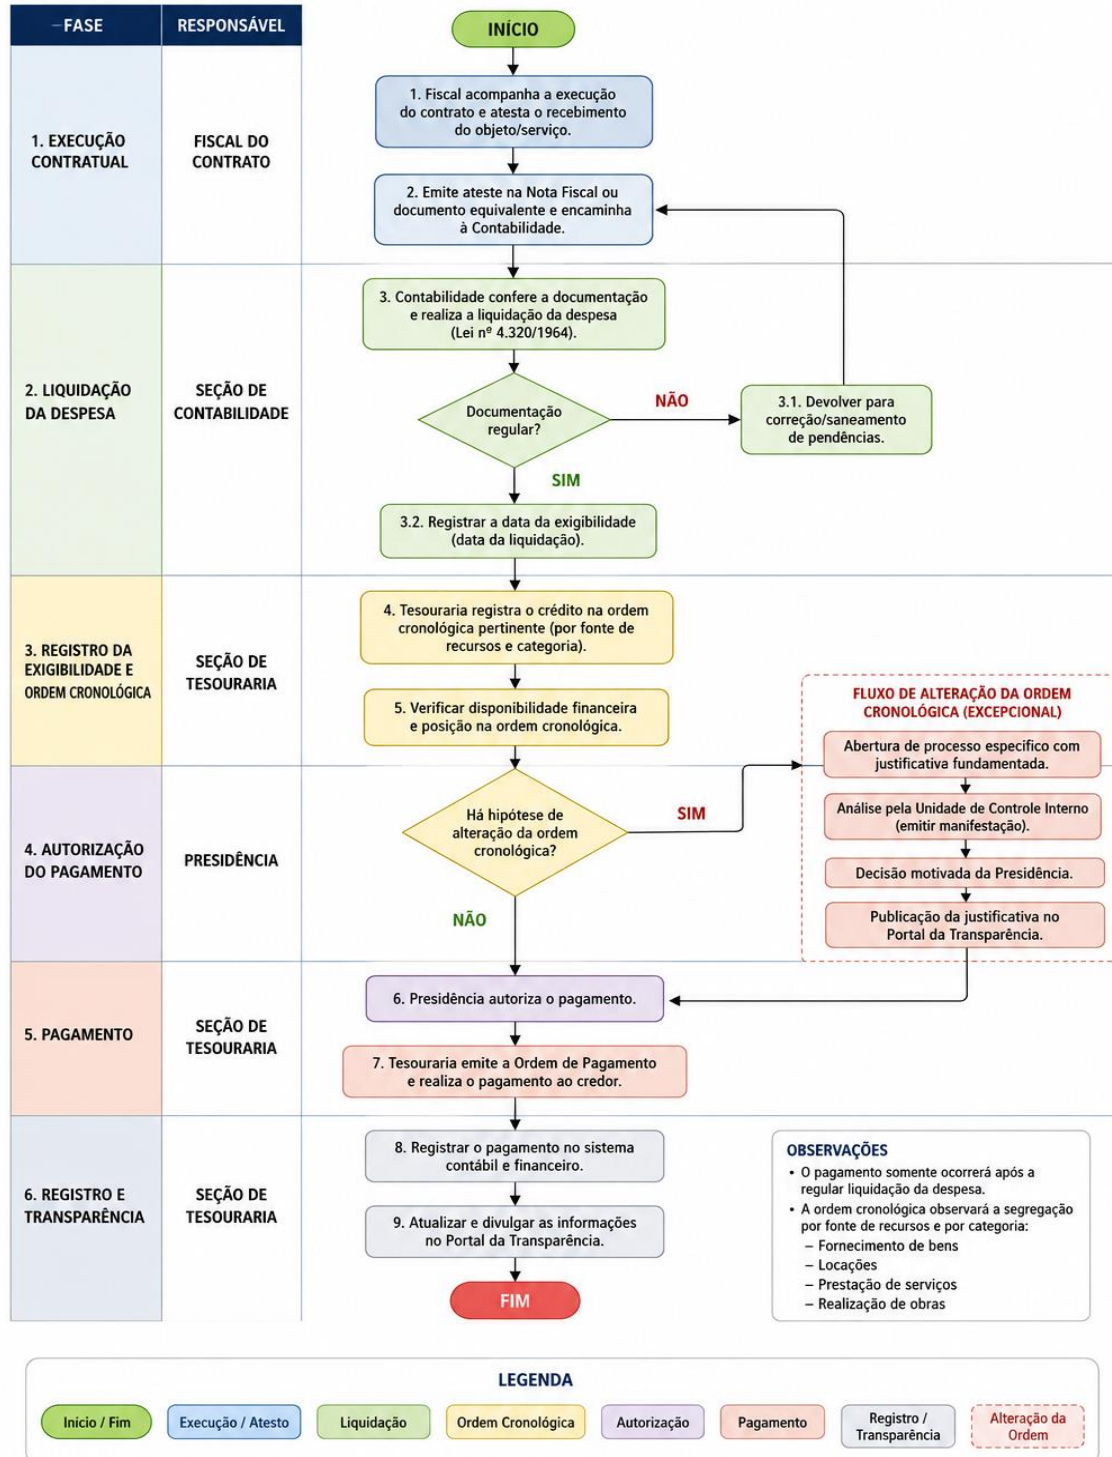 FASE
RESPONSÁVEL
INÍCIO
1. EXECUÇÃO
CONTRATUAL
FISCAL DO
CONTRATO
1. Fiscal acompanha a execução
do contrato e atesta o recebimento
do objeto/serviço.
2. Emite ateste na Nota Fiscal ou
documento equivalente e encaminha
à Contabilidade.
2. LIQUIDAÇÃO
DA DESPESA
SEÇÃO DE
CONTABILIDADE
3. Contabilidade confere a documentação
e realiza a liquidação da despesa
(Lei nº 4.320/1964).
Documentação
regular?
NÃO
3.1. Devolver para
correção/saneamento
de pendências.
SIM
3.2. Registrar a data da exigibilidade
(data da liquidação).
3. REGISTRO DA
EXIGIBILIDADE E
ORDEM CRONOLÓGICA
SEÇÃO DE
TESOURARIA
4. Tesouraria registra o crédito na ordem
cronológica pertinente (por fonte de
recursos e categoria).
5. Verificar disponibilidade financeira
e posição na ordem cronológica.
4. AUTORIZAÇÃO
DO PAGAMENTO
PRESIDÊNCIA
Há hipótese de
alteração da ordem
cronológica?
SIM
NÃO
FLUXO DE ALTERAÇÃO DA ORDEM
CRONOLÓGICA (EXCEPCIONAL)
Abertura de processo específico com
justificativa fundamentada.
Análise pela Unidade de Controle Interno
(emitir manifestação).
Decisão motivada da Presidência.
Publicação da justificativa no
Portal da Transparência.
5. PAGAMENTO
SEÇÃO DE
TESOURARIA
6. Presidência autoriza o pagamento.
7. Tesouraria emite a Ordem de Pagamento
e realiza o pagamento ao credor.
6. REGISTRO E
TRANSPARÊNCIA
SEÇÃO DE
TESOURARIA
8. Registrar o pagamento no sistema
contábil e financeiro.
9. Atualizar e divulgar as informações
no Portal da Transparência.
FIM
OBSERVAÇÕES
• O pagamento somente ocorrerá após a
regular liquidação da despesa.
• A ordem cronológica observará a segregação
por fonte de recursos e por categoria:
– Fornecimento de bens
– Locações
– Prestação de serviços
– Realização de obras
LEGENDA
Início / Fim
Execução / Atesto
Liquidação
Ordem Cronológica
Autorização
Pagamento
Registro /
Transparência
Alteração da
Ordem